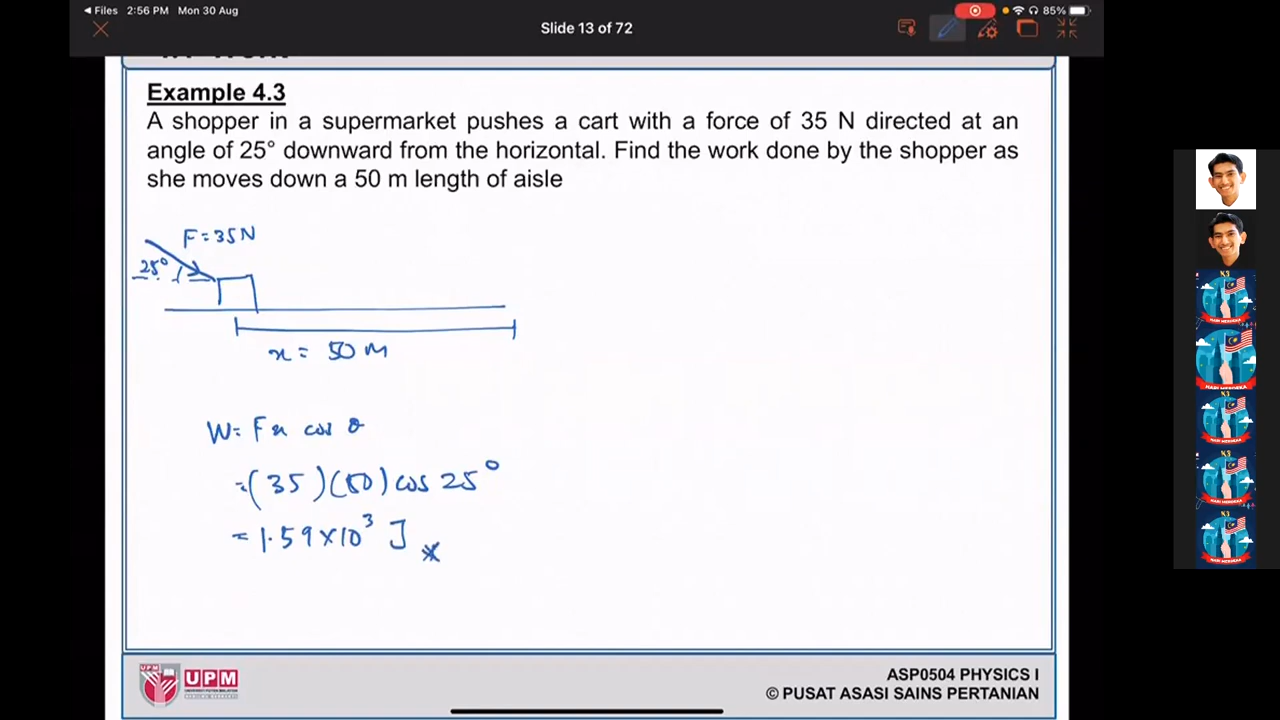 Files 2:56 PM Mon 30 Aug
85%
Slide 13 of 72
Example 4.3
A shopper in a supermarket pushes a cart with a force of 35 N directed at an
angle of 25° downward from the horizontal. Find the work done by the shopper as
she moves down a 50 m length of aisle
F=35N
25°
x = 50 m
W= Fx cos θ
=(35)(50) cos 25°
= 1.59x10³ J
UPM
ASP0504 PHYSICS I
© PUSAT ASASI SAINS PERTANIAN